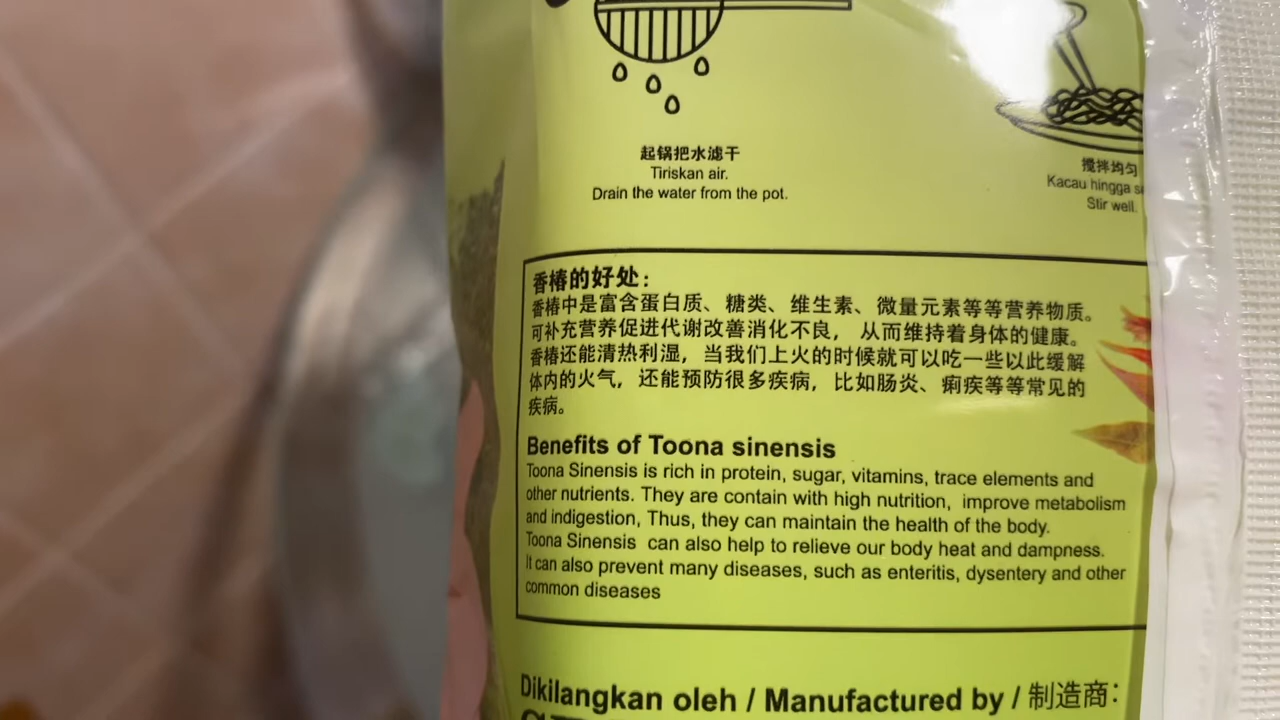 起锅把水滤干
Tiriskan air.
Drain the water from the pot.
搅拌均匀
Kacau hingga
Stir well.
香椿的好处：
香椿中是富含蛋白质、糖类、维生素、微量元素等等营养物质。
可补充营养促进代谢改善消化不良， 从而维持着身体的健康。
香椿还能清热利湿，当我们上火的时候就可以吃一些以此缓解
体内的火气，还能预防很多疾病，比如肠炎、痢疾等等常见的
疾病。
Benefits of Toona sinensis
Toona Sinensis is rich in protein, sugar, vitamins, trace elements and
other nutrients. They are contain with high nutrition, improve metabolism
and indigestion, Thus, they can maintain the health of the body.
Toona Sinensis can also help to relieve our body heat and dampness.
It can also prevent many diseases, such as enteritis, dysentery and other
common diseases
Dikilangkan oleh / Manufactured by / 制造商：